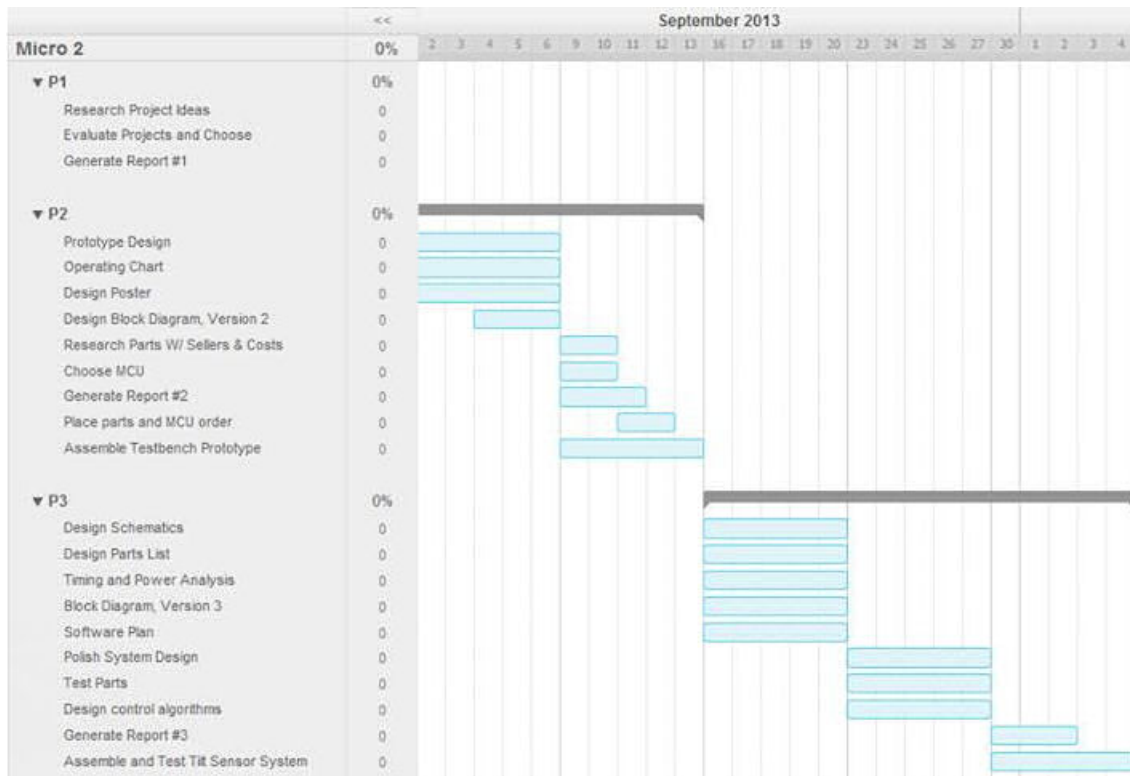 << September 2013
Micro 2 0% 2 3 4 5 6 9 10 11 12 13 16 17 18 19 20 23 24 25 26 27 30 1 2 3 4
▼ P1 0%
Research Project Ideas 0
Evaluate Projects and Choose 0
Generate Report #1 0
▼ P2 0%
Prototype Design 0
Operating Chart 0
Design Poster 0
Design Block Diagram, Version 2 0
Research Parts W/ Sellers & Costs 0
Choose MCU 0
Generate Report #2 0
Place parts and MCU order 0
Assemble Testbench Prototype 0
▼ P3 0%
Design Schematics 0
Design Parts List 0
Timing and Power Analysis 0
Block Diagram, Version 3 0
Software Plan 0
Polish System Design 0
Test Parts 0
Design control algorithms 0
Generate Report #3 0
Assemble and Test Tilt Sensor System 0